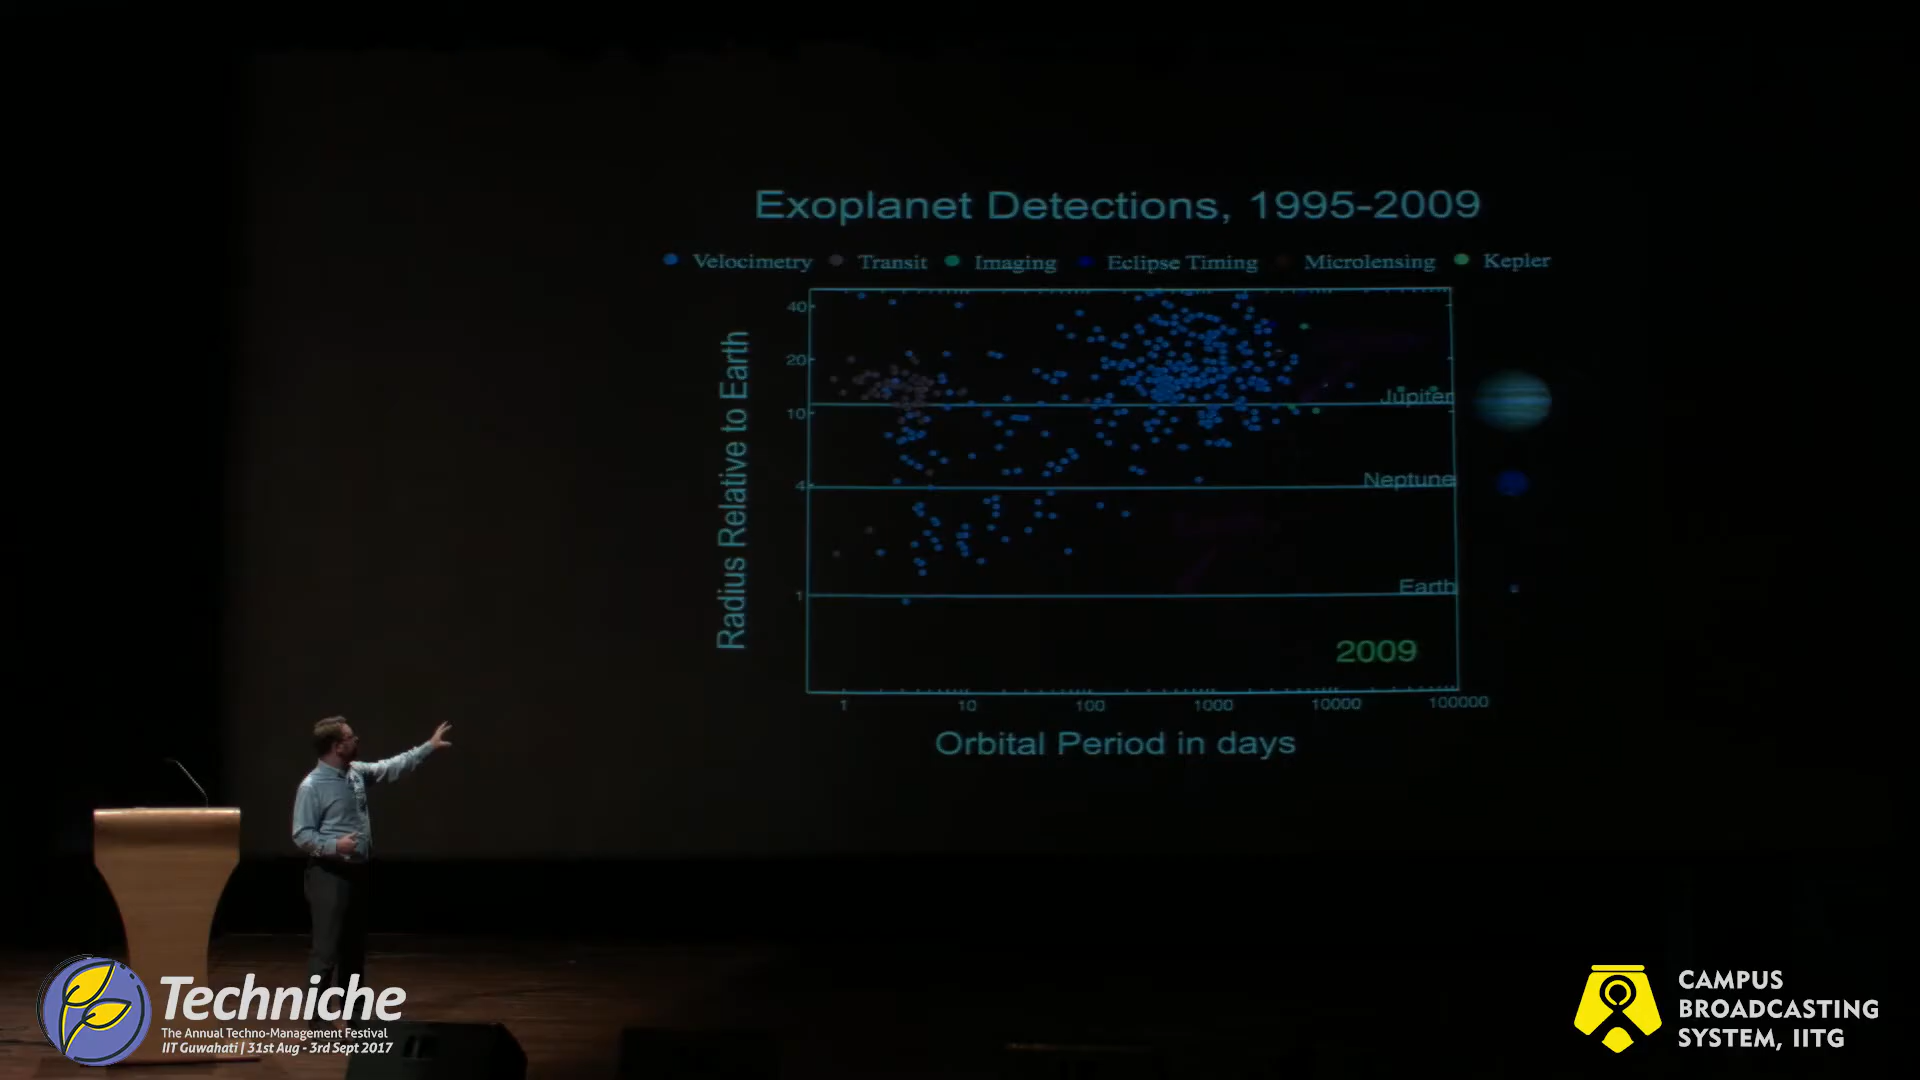 Exoplanet Detections, 1995-2009
Velocimetry Transit Imaging Eclipse Timing Microlensing Kepler
Radius Relative to Earth
40
20
10
4
1
Jupiter
Neptune
Earth
2009
1 10 100 1000 10000 100000
Orbital Period in days
Techniche
The Annual Techno-Management Festival
IIT Guwahati | 31st Aug - 3rd Sept 2017
CAMPUS
BROADCASTING
SYSTEM, IITG